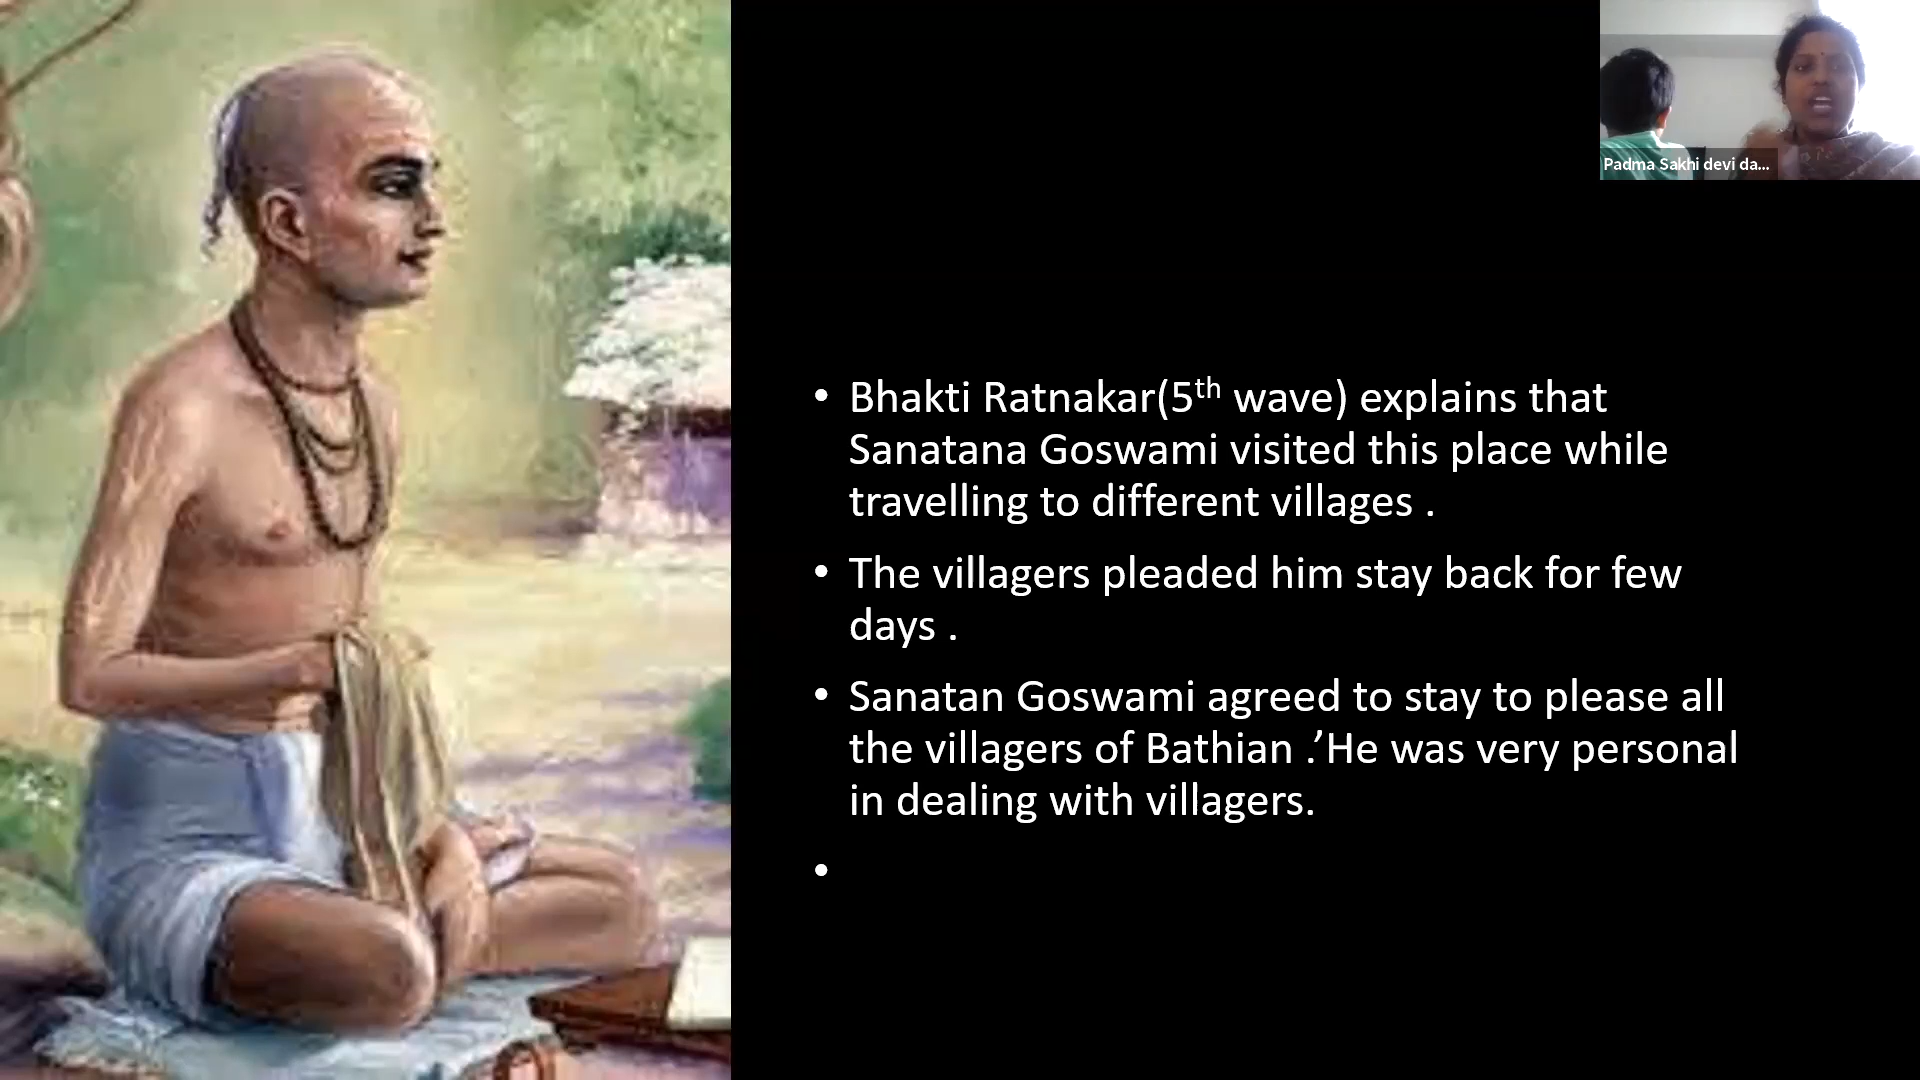 Padma Sakhi devi da...
• Bhakti Ratnakar(5th wave) explains that
Sanatana Goswami visited this place while
travelling to different villages .
• The villagers pleaded him stay back for few
days .
• Sanatan Goswami agreed to stay to please all
the villagers of Bathian .’He was very personal
in dealing with villagers.
•